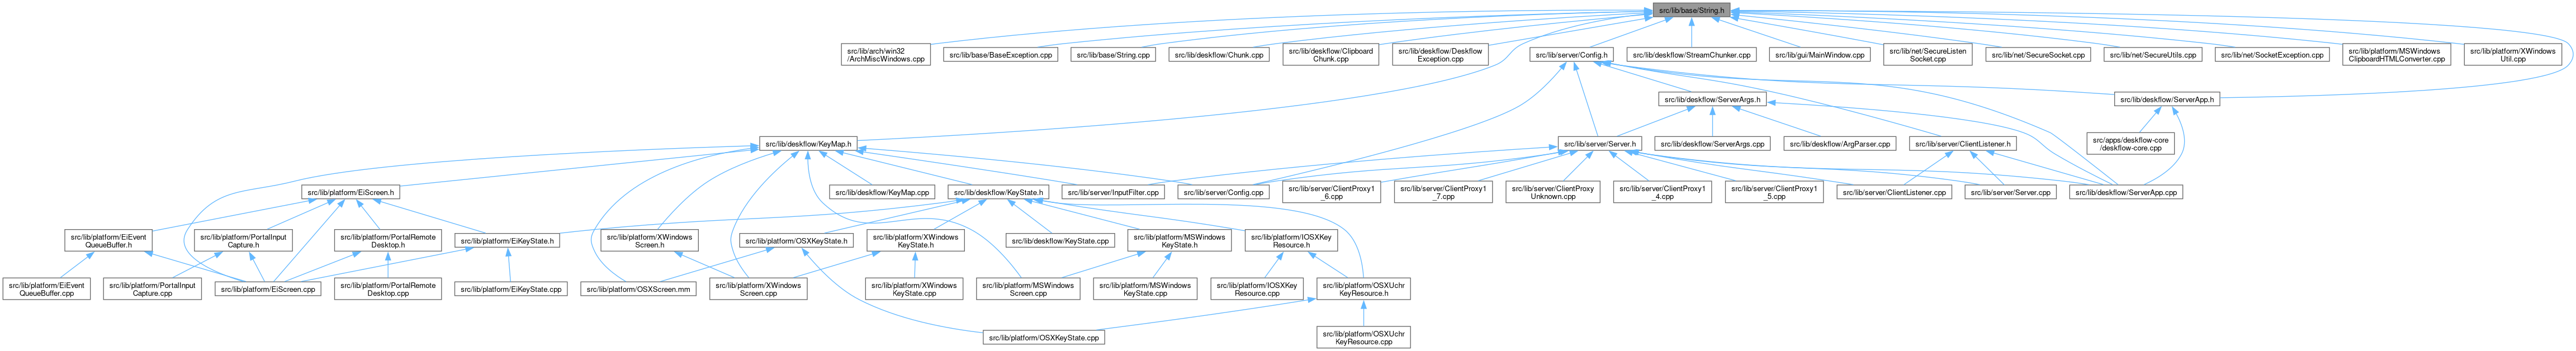 src/lib/base/String.h
src/lib/arch/win32
/ArchMiscWindows.cpp
src/lib/base/BaseException.cpp
src/lib/base/String.cpp
src/lib/deskflow/Chunk.cpp
src/lib/deskflow/Clipboard
Chunk.cpp
src/lib/deskflow/Deskflow
Exception.cpp
src/lib/server/Config.h
src/lib/deskflow/StreamChunker.cpp
src/lib/gui/MainWindow.cpp
src/lib/net/SecureListen
Socket.cpp
src/lib/net/SecureSocket.cpp
src/lib/net/SecureUtils.cpp
src/lib/net/SocketException.cpp
src/lib/platform/MSWindows
ClipboardHTMLConverter.cpp
src/lib/platform/XWindows
Util.cpp
src/lib/deskflow/ServerArgs.h
src/lib/deskflow/ServerApp.h
src/lib/deskflow/KeyMap.h
src/lib/server/Server.h
src/lib/deskflow/ServerArgs.cpp
src/lib/deskflow/ArgParser.cpp
src/lib/server/ClientListener.h
src/apps/deskflow-core
/deskflow-core.cpp
src/lib/platform/EiScreen.h
src/lib/deskflow/KeyMap.cpp
src/lib/deskflow/KeyState.h
src/lib/server/InputFilter.cpp
src/lib/server/Config.cpp
src/lib/server/ClientProxy1
_6.cpp
src/lib/server/ClientProxy1
_7.cpp
src/lib/server/ClientProxy
Unknown.cpp
src/lib/server/ClientProxy1
_4.cpp
src/lib/server/ClientProxy1
_5.cpp
src/lib/server/ClientListener.cpp
src/lib/server/Server.cpp
src/lib/deskflow/ServerApp.cpp
src/lib/platform/EiEvent
QueueBuffer.h
src/lib/platform/PortalInput
Capture.h
src/lib/platform/PortalRemote
Desktop.h
src/lib/platform/EiKeyState.h
src/lib/platform/XWindows
Screen.h
src/lib/platform/OSXKeyState.h
src/lib/platform/XWindows
KeyState.h
src/lib/deskflow/KeyState.cpp
src/lib/platform/MSWindows
KeyState.h
src/lib/platform/IOSXKey
Resource.h
src/lib/platform/EiEvent
QueueBuffer.cpp
src/lib/platform/PortalInput
Capture.cpp
src/lib/platform/EiScreen.cpp
src/lib/platform/PortalRemote
Desktop.cpp
src/lib/platform/EiKeyState.cpp
src/lib/platform/OSXScreen.mm
src/lib/platform/XWindows
Screen.cpp
src/lib/platform/XWindows
KeyState.cpp
src/lib/platform/MSWindows
Screen.cpp
src/lib/platform/MSWindows
KeyState.cpp
src/lib/platform/IOSXKey
Resource.cpp
src/lib/platform/OSXUchr
KeyResource.h
src/lib/platform/OSXKeyState.cpp
src/lib/platform/OSXUchr
KeyResource.cpp